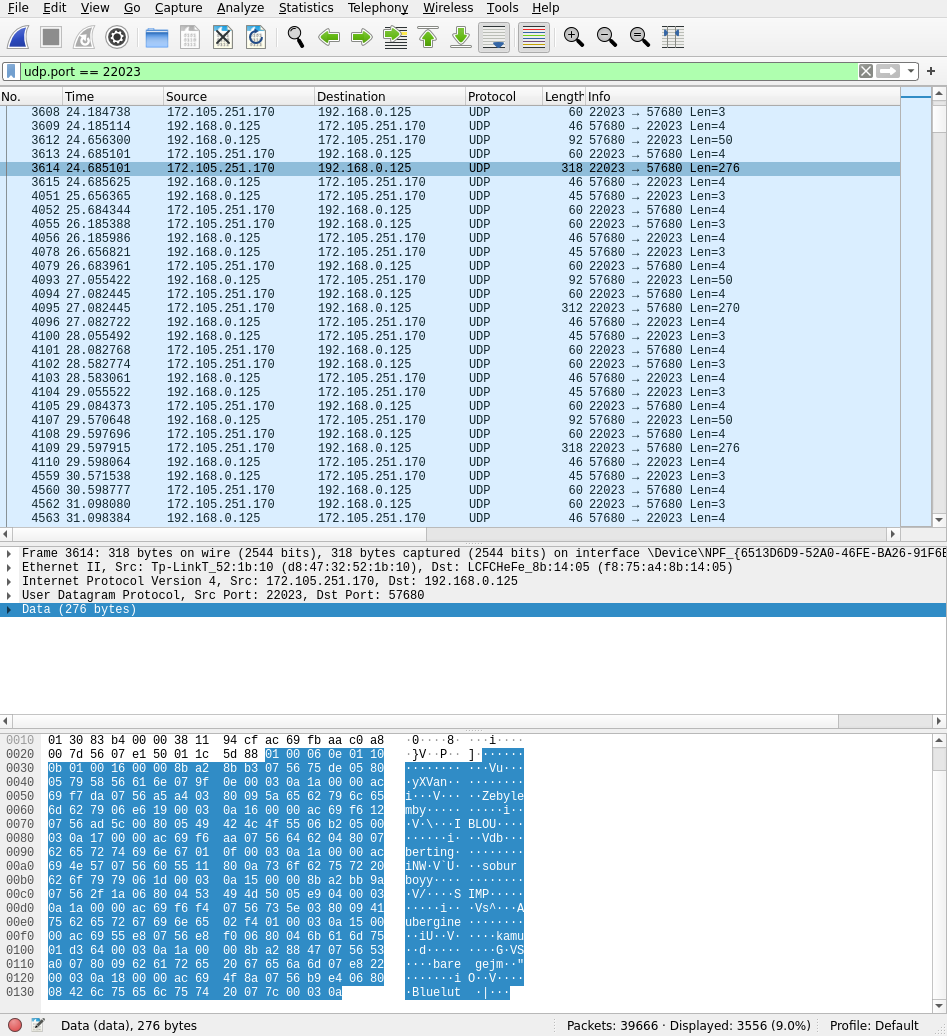 File Edit View Go Capture Analyze Statistics Telephony Wireless Tools Help
udp.port == 22023
No. Time Source Destination Protocol Length Info
3608 24.184738 172.105.251.170 192.168.0.125 UDP 60 22023 → 57680 Len=3
3609 24.185114 192.168.0.125 172.105.251.170 UDP 46 57680 → 22023 Len=4
3612 24.656300 192.168.0.125 172.105.251.170 UDP 92 57680 → 22023 Len=50
3613 24.685101 172.105.251.170 192.168.0.125 UDP 60 22023 → 57680 Len=4
3614 24.685101 172.105.251.170 192.168.0.125 UDP 318 22023 → 57680 Len=276
3615 24.685625 192.168.0.125 172.105.251.170 UDP 46 57680 → 22023 Len=4
4051 25.656365 192.168.0.125 172.105.251.170 UDP 45 57680 → 22023 Len=3
4052 25.684344 172.105.251.170 192.168.0.125 UDP 60 22023 → 57680 Len=4
4055 26.185388 172.105.251.170 192.168.0.125 UDP 60 22023 → 57680 Len=3
4056 26.185986 192.168.0.125 172.105.251.170 UDP 46 57680 → 22023 Len=4
4078 26.656821 192.168.0.125 172.105.251.170 UDP 45 57680 → 22023 Len=3
4079 26.683961 172.105.251.170 192.168.0.125 UDP 60 22023 → 57680 Len=4
4093 27.055422 192.168.0.125 172.105.251.170 UDP 92 57680 → 22023 Len=50
4094 27.082445 172.105.251.170 192.168.0.125 UDP 60 22023 → 57680 Len=4
4095 27.082445 172.105.251.170 192.168.0.125 UDP 312 22023 → 57680 Len=270
4096 27.082722 192.168.0.125 172.105.251.170 UDP 46 57680 → 22023 Len=4
4100 28.055492 192.168.0.125 172.105.251.170 UDP 45 57680 → 22023 Len=3
4101 28.082768 172.105.251.170 192.168.0.125 UDP 60 22023 → 57680 Len=4
4102 28.582774 172.105.251.170 192.168.0.125 UDP 60 22023 → 57680 Len=3
4103 28.583061 192.168.0.125 172.105.251.170 UDP 46 57680 → 22023 Len=4
4104 29.055522 192.168.0.125 172.105.251.170 UDP 45 57680 → 22023 Len=3
4105 29.084373 172.105.251.170 192.168.0.125 UDP 60 22023 → 57680 Len=4
4107 29.570648 192.168.0.125 172.105.251.170 UDP 92 57680 → 22023 Len=50
4108 29.597696 172.105.251.170 192.168.0.125 UDP 60 22023 → 57680 Len=4
4109 29.597915 172.105.251.170 192.168.0.125 UDP 318 22023 → 57680 Len=276
4110 29.598064 192.168.0.125 172.105.251.170 UDP 46 57680 → 22023 Len=4
4559 30.571538 192.168.0.125 172.105.251.170 UDP 45 57680 → 22023 Len=3
4560 30.598777 172.105.251.170 192.168.0.125 UDP 60 22023 → 57680 Len=4
4562 31.098080 172.105.251.170 192.168.0.125 UDP 60 22023 → 57680 Len=3
4563 31.098384 192.168.0.125 172.105.251.170 UDP 46 57680 → 22023 Len=4
Frame 3614: 318 bytes on wire (2544 bits), 318 bytes captured (2544 bits) on interface \Device\NPF_{6513D6D9-52A0-46FE-BA26-91F6E
Ethernet II, Src: Tp-LinkT_52:1b:10 (d8:47:32:52:1b:10), Dst: LCFCHeFe_8b:14:05 (f8:75:a4:8b:14:05)
Internet Protocol Version 4, Src: 172.105.251.170, Dst: 192.168.0.125
User Datagram Protocol, Src Port: 22023, Dst Port: 57680
Data (276 bytes)
0010 01 30 83 b4 00 00 38 11 94 cf ac 69 fb aa c0 a8 ·0····8· ···i····
0020 00 7d 56 07 e1 50 01 1c 5d 88 01 00 06 0e 01 10 ·}V··P·· ]·······
0030 0b 01 00 16 00 00 8b a2 8b b3 07 56 75 de 05 80 ········ ···Vu···
0040 05 79 58 56 61 6e 07 9f 0e 00 03 0a 1a 00 00 ac ·yXVan·· ········
0050 69 f7 da 07 56 a5 a4 03 80 09 5a 65 62 79 6c 65 i···V··· ··Zebyle
0060 6d 62 79 06 e6 19 00 03 0a 16 00 00 ac 69 f6 12 mby····· ·····i··
0070 07 56 ad 5c 00 80 05 49 42 4c 4f 55 06 b2 05 00 ·V·\···I BLOU····
0080 03 0a 17 00 00 ac 69 f6 aa 07 56 64 62 04 80 07 ······i· ··Vdb···
0090 62 65 72 74 69 6e 67 01 0f 00 03 0a 1a 00 00 ac berting· ········
00a0 69 4e 57 07 56 60 55 11 80 0a 73 6f 62 75 72 20 iNW·V`U· ··sobur
00b0 62 6f 79 79 06 1d 00 03 0a 15 00 00 8b a2 bb 9a boyy···· ········
00c0 07 56 2f 1a 06 80 04 53 49 4d 50 05 e9 04 00 03 ·V/····S IMP·····
00d0 0a 1a 00 00 ac 69 f6 f4 07 56 73 5e 03 80 09 41 ·····i·· ·Vs^···A
00e0 75 62 65 72 67 69 6e 65 02 f4 01 00 03 0a 15 00 ubergine ········
00f0 00 ac 69 55 e8 07 56 e8 f0 06 80 04 6b 61 6d 75 ··iU··V· ····kamu
0100 01 d3 64 00 03 0a 1a 00 00 8b a2 88 47 07 56 53 ··d····· ····G·VS
0110 a0 07 80 09 62 61 72 65 20 67 65 6a 6d 07 e8 22 ····bare gejm··"
0120 00 03 0a 18 00 00 ac 69 4f 8a 07 56 b9 e4 06 80 ·······i O··V····
0130 08 42 6c 75 65 6c 75 74 20 07 7c 00 03 0a ·Bluelut ·|···
Data (data), 276 bytes Packets: 39666 · Displayed: 3556 (9.0%) Profile: Default